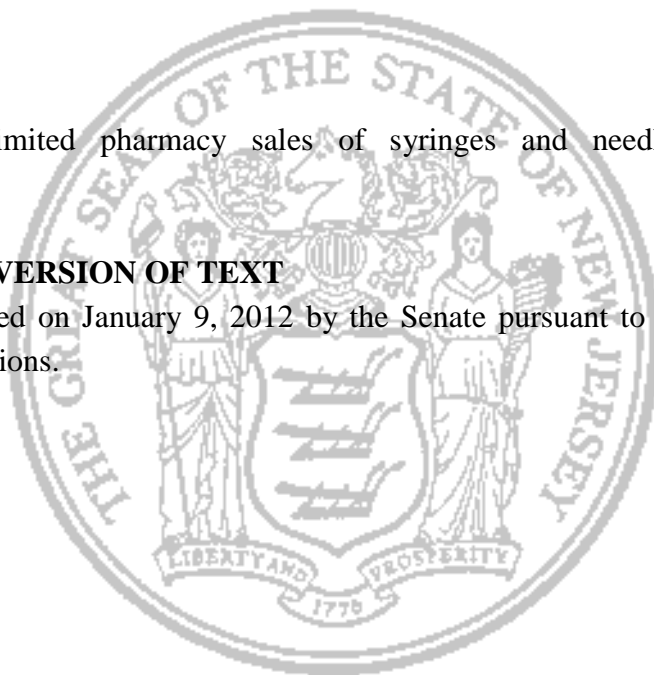 THE GREAT SEAL OF THE STATE OF NEW JERSEY
imited pharmacy sales of syringes and need
VERSION OF TEXT
ed on January 9, 2012 by the Senate pursuant to
ions.
LIBERTY AND PROSPERITY
1776